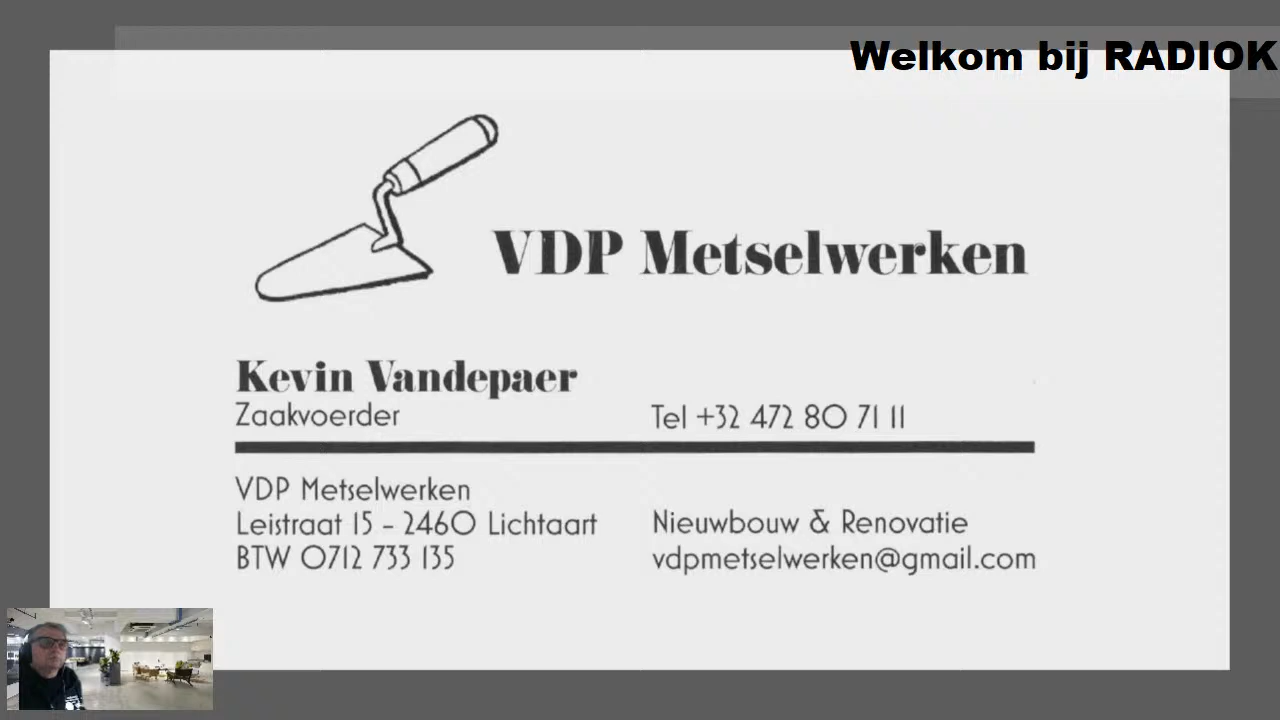 Welkom bij RADIOK
VDP Metselwerken
Kevin Vandepaer
Zaakvoerder
Tel +32 472 80 71 11
VDP Metselwerken
Leistraat 15 - 2460 Lichtaart
BTW 0712 733 135
Nieuwbouw & Renovatie
vdpmetselwerken@gmail.com